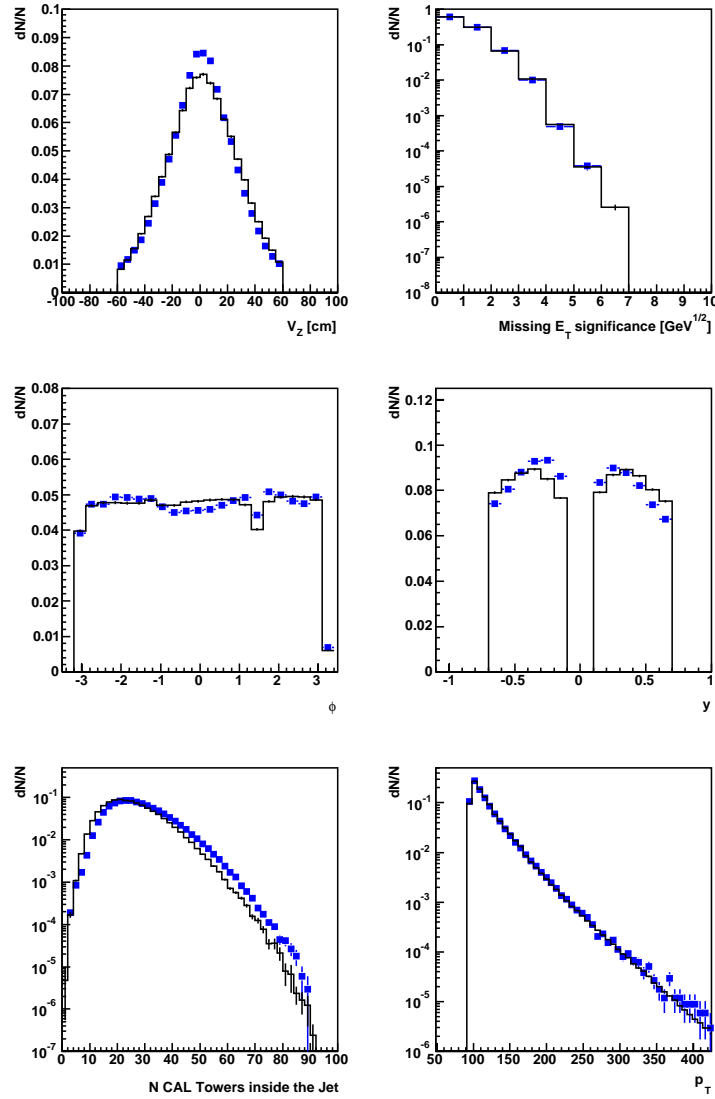 dN/N
0.1
0.09
0.08
0.07
0.06
0.05
0.04
0.03
0.02
0.01
0
-100 -80 -60 -40 -20 0 20 40 60 80 100
V_Z [cm]
dN/N
1
10^-1
10^-2
10^-3
10^-4
10^-5
10^-6
10^-7
10^-8
0 1 2 3 4 5 6 7 8 9 10
Missing E_T significance [GeV^1/2]
dN/N
0.08
0.07
0.06
0.05
0.04
0.03
0.02
0.01
0
-3 -2 -1 0 1 2 3
ϕ
dN/N
0.12
0.1
0.08
0.06
0.04
0.02
0
-1 -0.5 0 0.5 1
y
dN/N
10^-1
10^-2
10^-3
10^-4
10^-5
10^-6
10^-7
0 10 20 30 40 50 60 70 80 90 100
N CAL Towers inside the Jet
dN/N
1
10^-1
10^-2
10^-3
10^-4
10^-5
10^-6
50 100 150 200 250 300 350 400
p_T